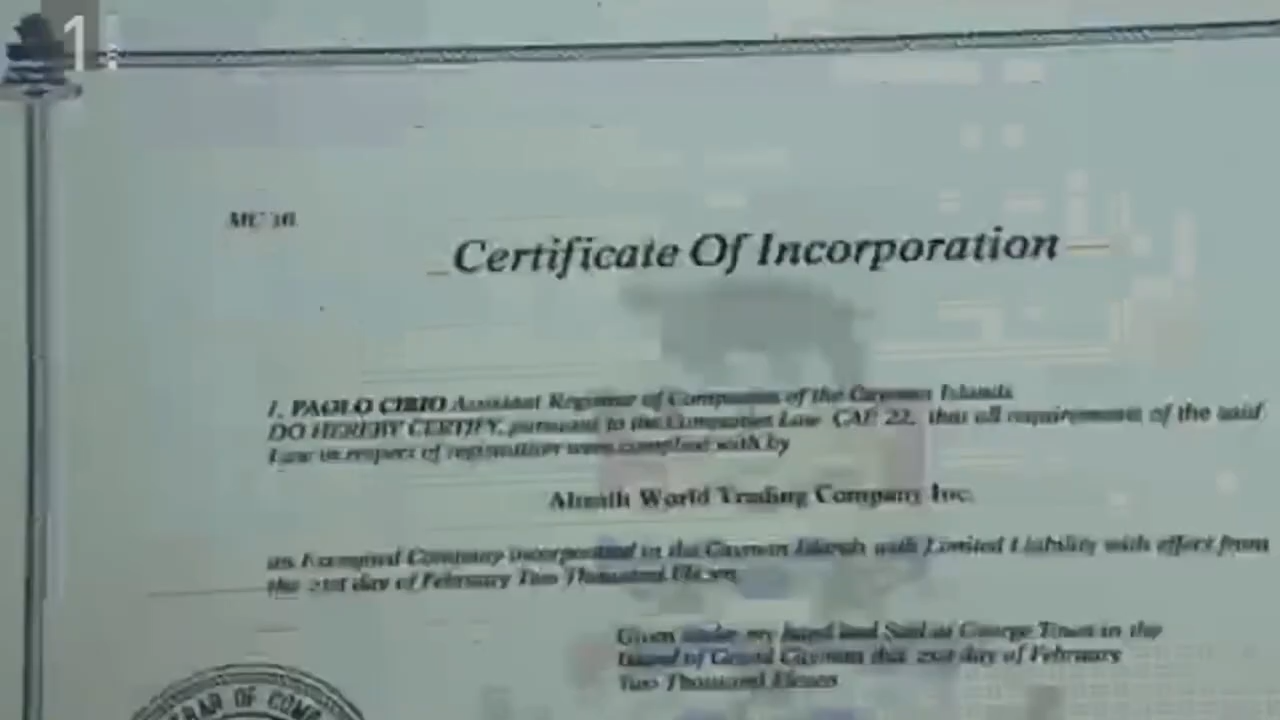 1
Certificate Of Incorporation
I, PAOLO CIRIO Assistant Registrar of Companies of the Cayman Islands
DO HEREBY CERTIFY, pursuant to the Companies Law CAP. 22, that all requirements of the said
Law in respect of registration were complied with by
World Trading Company Inc.
an Exempted Company incorporated in the Cayman Islands with Limited Liability with effect from
the day of February Two Thousand Eleven
Given under my hand and Seal at George Town in the
Island of Grand Cayman this day of February
Two Thousand Eleven
OF COMP